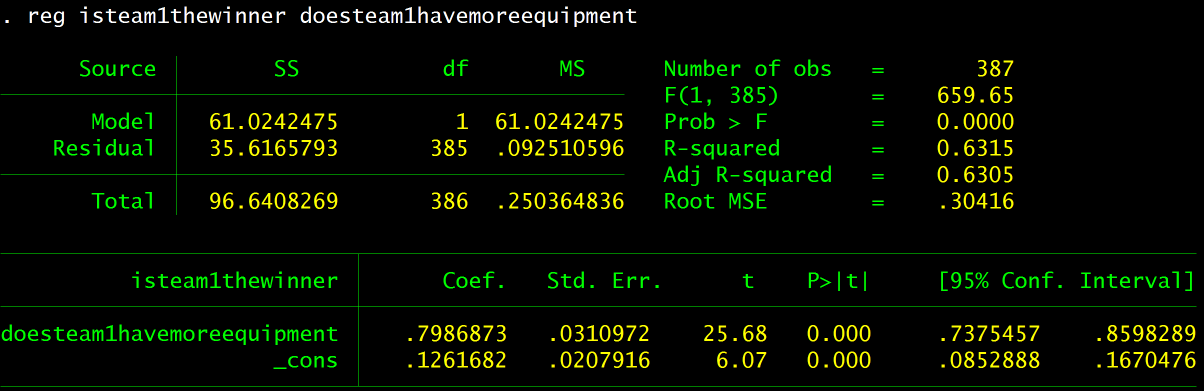 . reg isteam1thewinner doesteam1havemoreequipment
Source SS df MS Number of obs = 387
F(1, 385) = 659.65
Model 61.0242475 1 61.0242475 Prob > F = 0.0000
Residual 35.6165793 385 .092510596 R-squared = 0.6315
Adj R-squared = 0.6305
Total 96.6408269 386 .250364836 Root MSE = .30416
isteam1thewinner Coef. Std. Err. t P>|t| [95% Conf. Interval]
doesteam1havemoreequipment .7986873 .0310972 25.68 0.000 .7375457 .8598289
_cons .1261682 .0207916 6.07 0.000 .0852888 .1670476